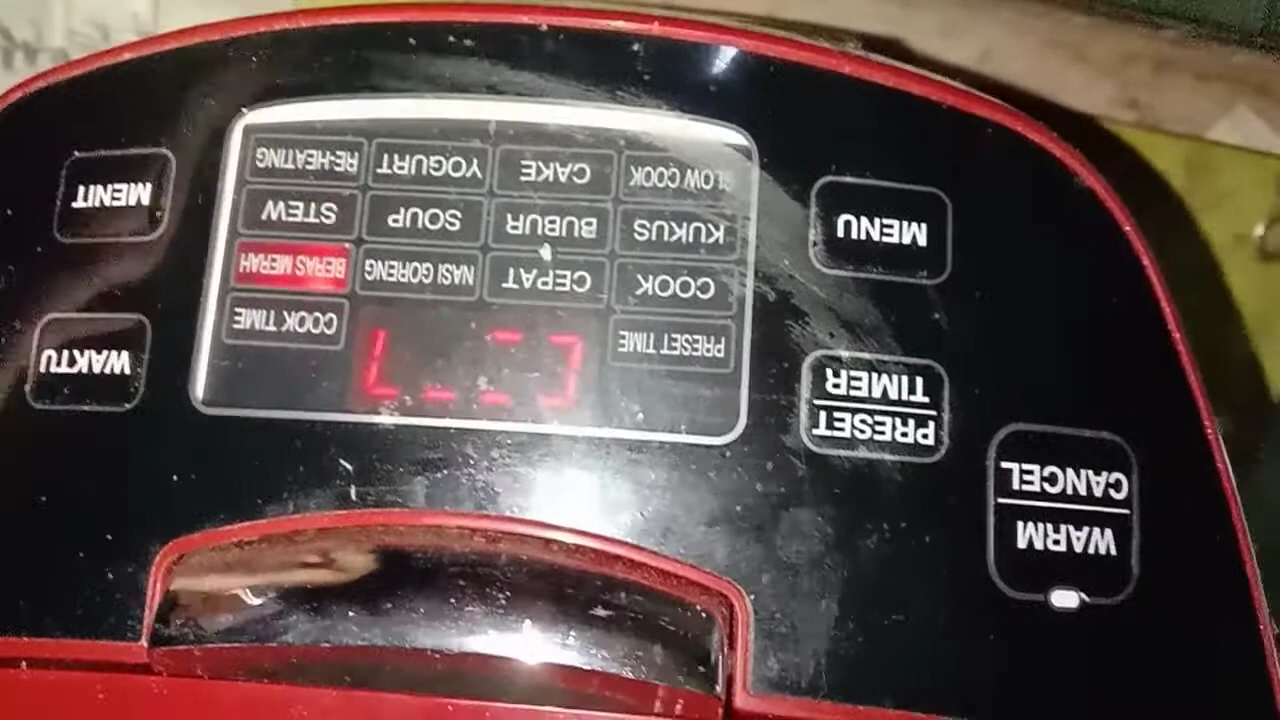 WARM
CANCEL
PRESET
TIMER
PRESET TIME
COOK TIME
COOK CEPAT NASI GORENG BERAS MERAH
KUKUS BUBUR SOUP STEW
SLOW COOK CAKE YOGURT RE-HEATING
WAKTU
MENU
MENIT